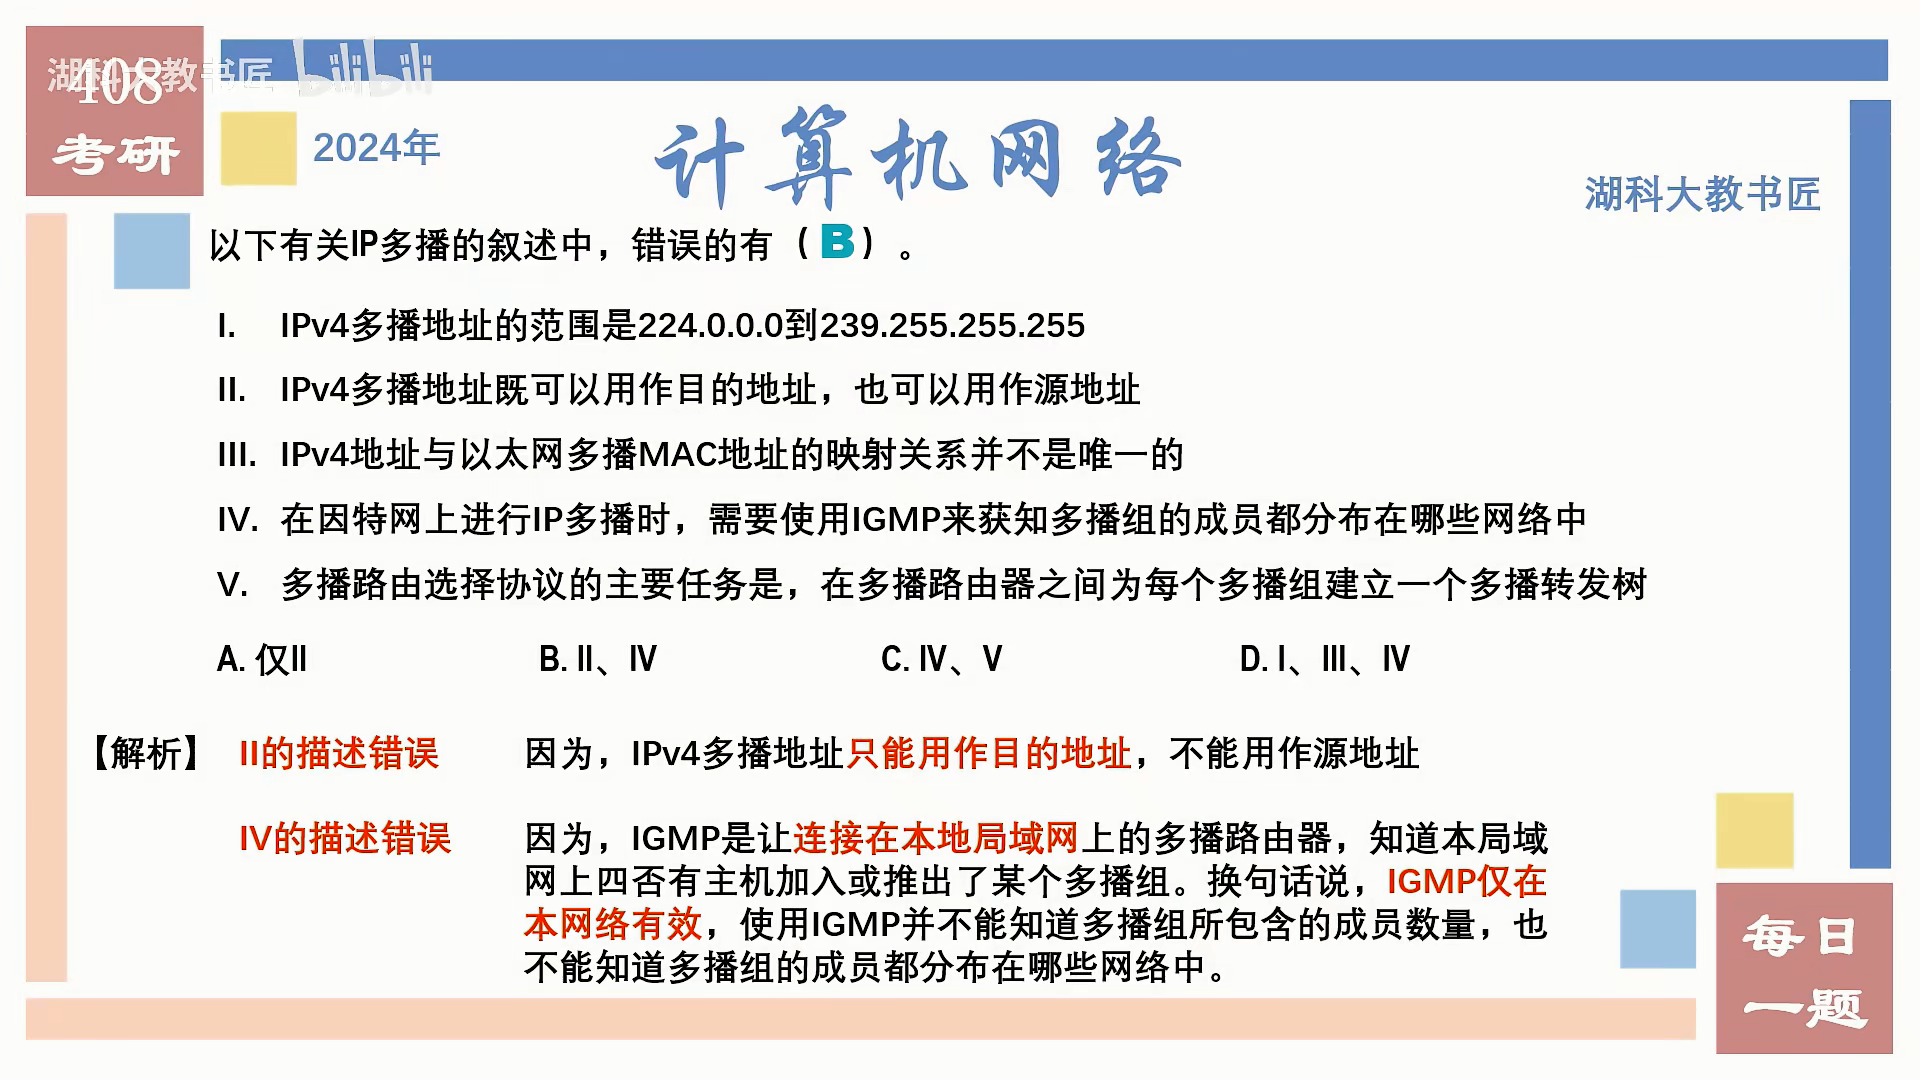 湖科大教书匠 bilibili
408
考研
2024年
计算机网络
湖科大教书匠
以下有关IP多播的叙述中，错误的有（B）。
I. IPv4多播地址的范围是224.0.0.0到239.255.255.255
II. IPv4多播地址既可以用作目的地址，也可以用作源地址
III. IPv4地址与以太网多播MAC地址的映射关系并不是唯一的
IV. 在因特网上进行IP多播时，需要使用IGMP来获知多播组的成员都分布在哪些网络中
V. 多播路由选择协议的主要任务是，在多播路由器之间为每个多播组建立一个多播转发树
A. 仅II B. II、IV C. IV、V D. I、III、IV
【解析】 II的描述错误 因为，IPv4多播地址只能用作目的地址，不能用作源地址
IV的描述错误 因为，IGMP是让连接在本地局域网上的多播路由器，知道本局域
网上四否有主机加入或推出了某个多播组。换句话说，IGMP仅在
本网络有效，使用IGMP并不能知道多播组所包含的成员数量，也
不能知道多播组的成员都分布在哪些网络中。
每日
一题